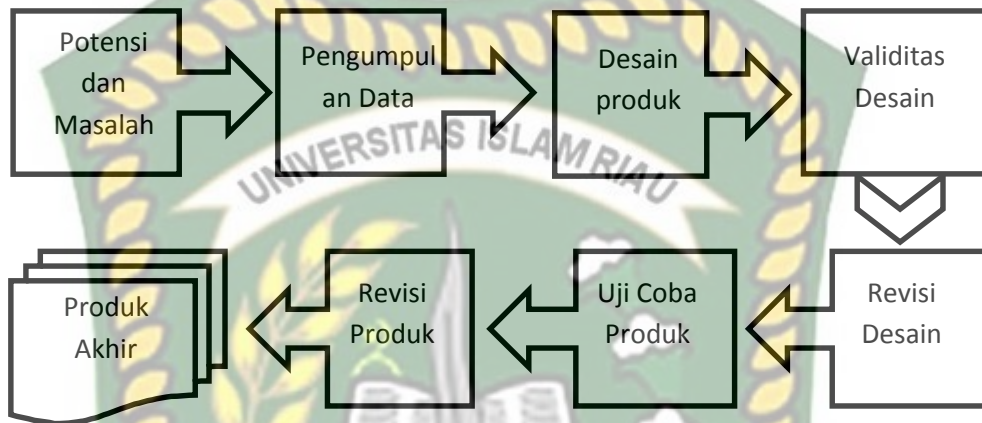 Potensi
dan
Masalah
Pengumpul
an Data
Desain
produk
Validitas
Desain
UNIVERSITAS ISLAM RIAU
Produk
Akhir
Revisi
Produk
Uji Coba
Produk
Revisi
Desain